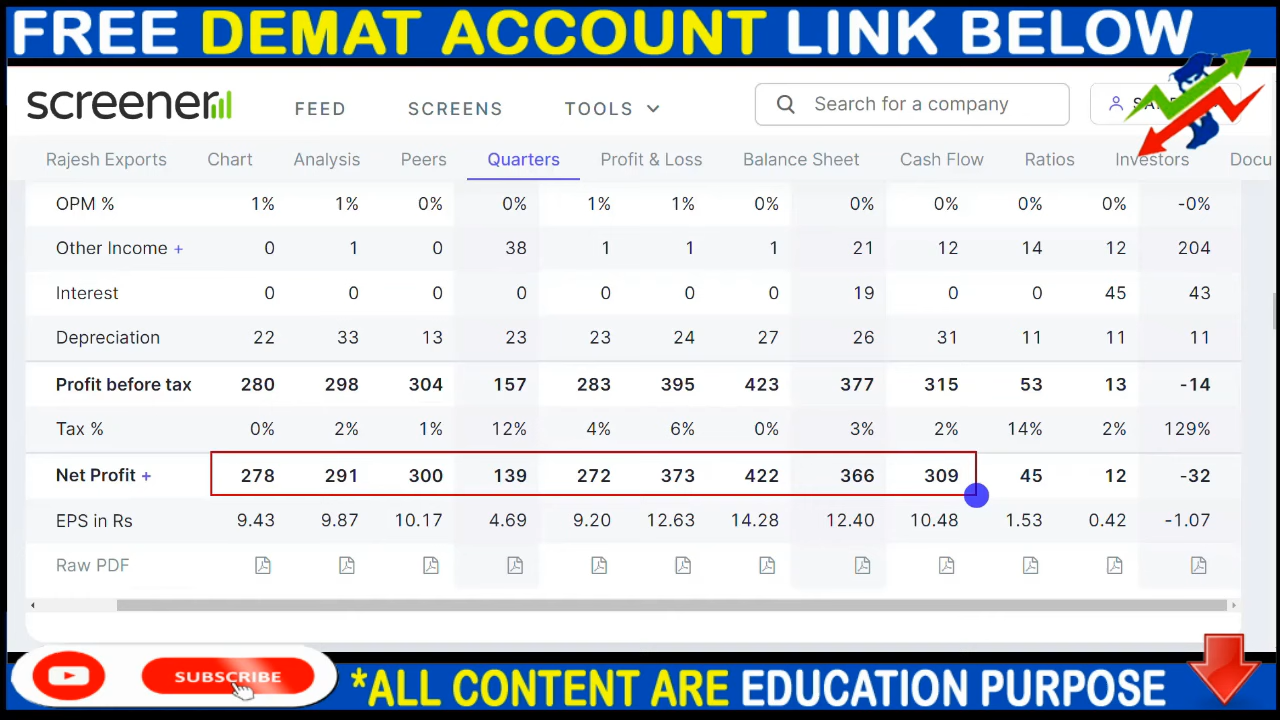 FREE DEMAT ACCOUNT LINK BELOW
screener
FEED SCREENS TOOLS
Search for a company
Rajesh Exports Chart Analysis Peers Quarters Profit & Loss Balance Sheet Cash Flow Ratios Investors Docu
OPM % 1% 1% 0% 0% 1% 1% 0% 0% 0% 0% 0% -0%
Other Income + 0 1 0 38 1 1 1 21 12 14 12 204
Interest 0 0 0 0 0 0 0 19 0 0 45 43
Depreciation 22 33 13 23 23 24 27 26 31 11 11 11
Profit before tax 280 298 304 157 283 395 423 377 315 53 13 -14
Tax % 0% 2% 1% 12% 4% 6% 0% 3% 2% 14% 2% 129%
Net Profit + 278 291 300 139 272 373 422 366 309 45 12 -32
EPS in Rs 9.43 9.87 10.17 4.69 9.20 12.63 14.28 12.40 10.48 1.53 0.42 -1.07
Raw PDF
SUBSCRIBE
*ALL CONTENT ARE EDUCATION PURPOSE